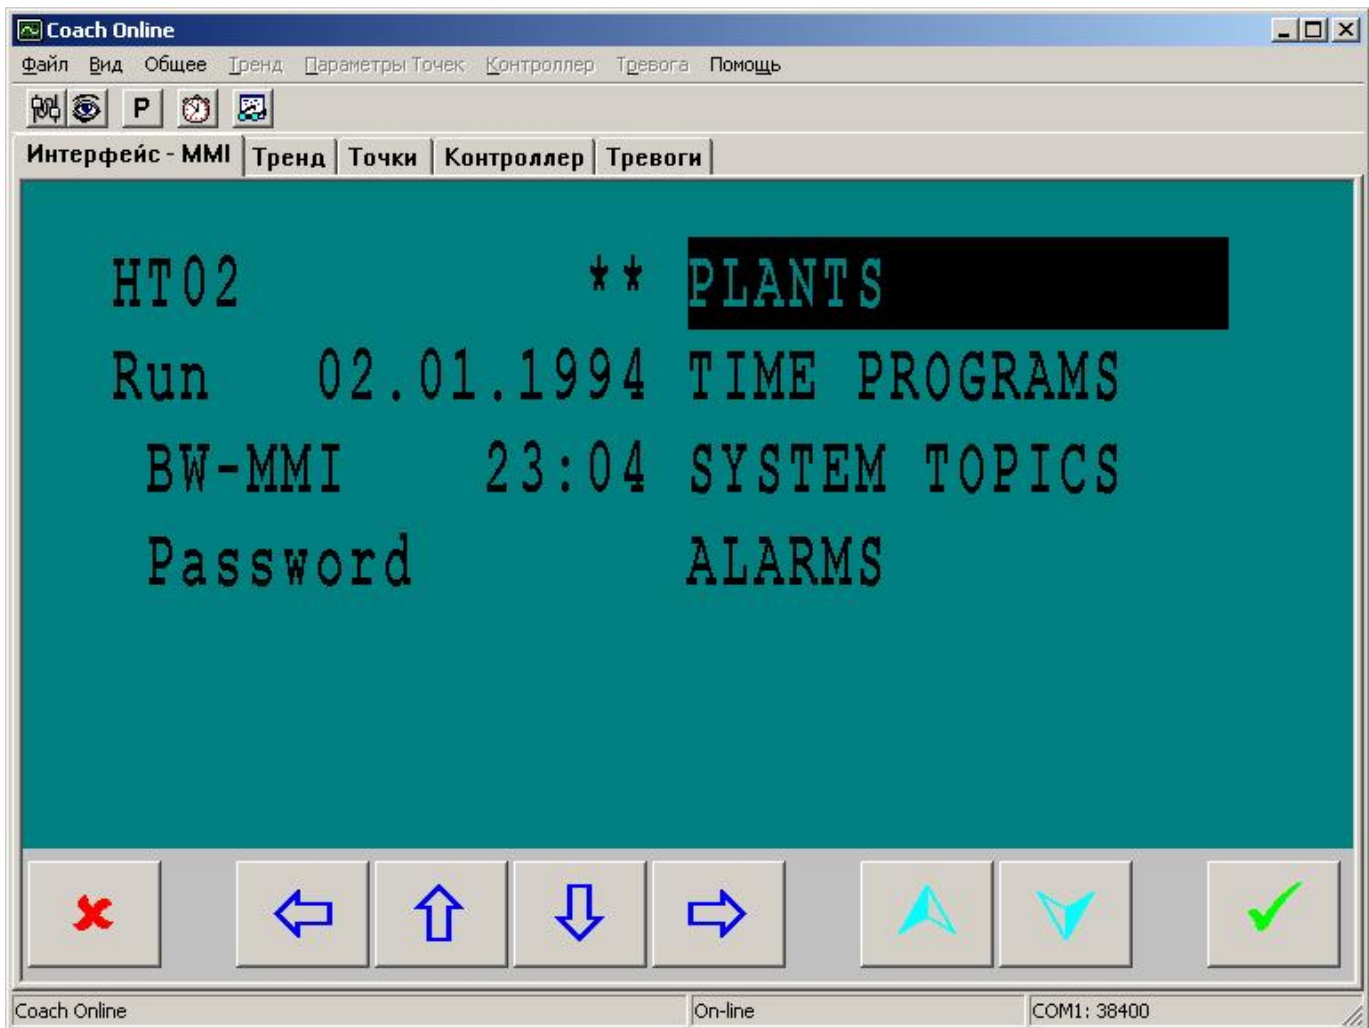 Coach Online
Файл Вид Общее Тренд Параметры Точек Контроллер Тревога Помощь
P
Интерфейс - MMI Тренд Точки Контроллер Тревоги
HT02 ** PLANTS
Run 02.01.1994 TIME PROGRAMS
BW-MMI 23:04 SYSTEM TOPICS
Password ALARMS
Coach Online On-line COM1: 38400